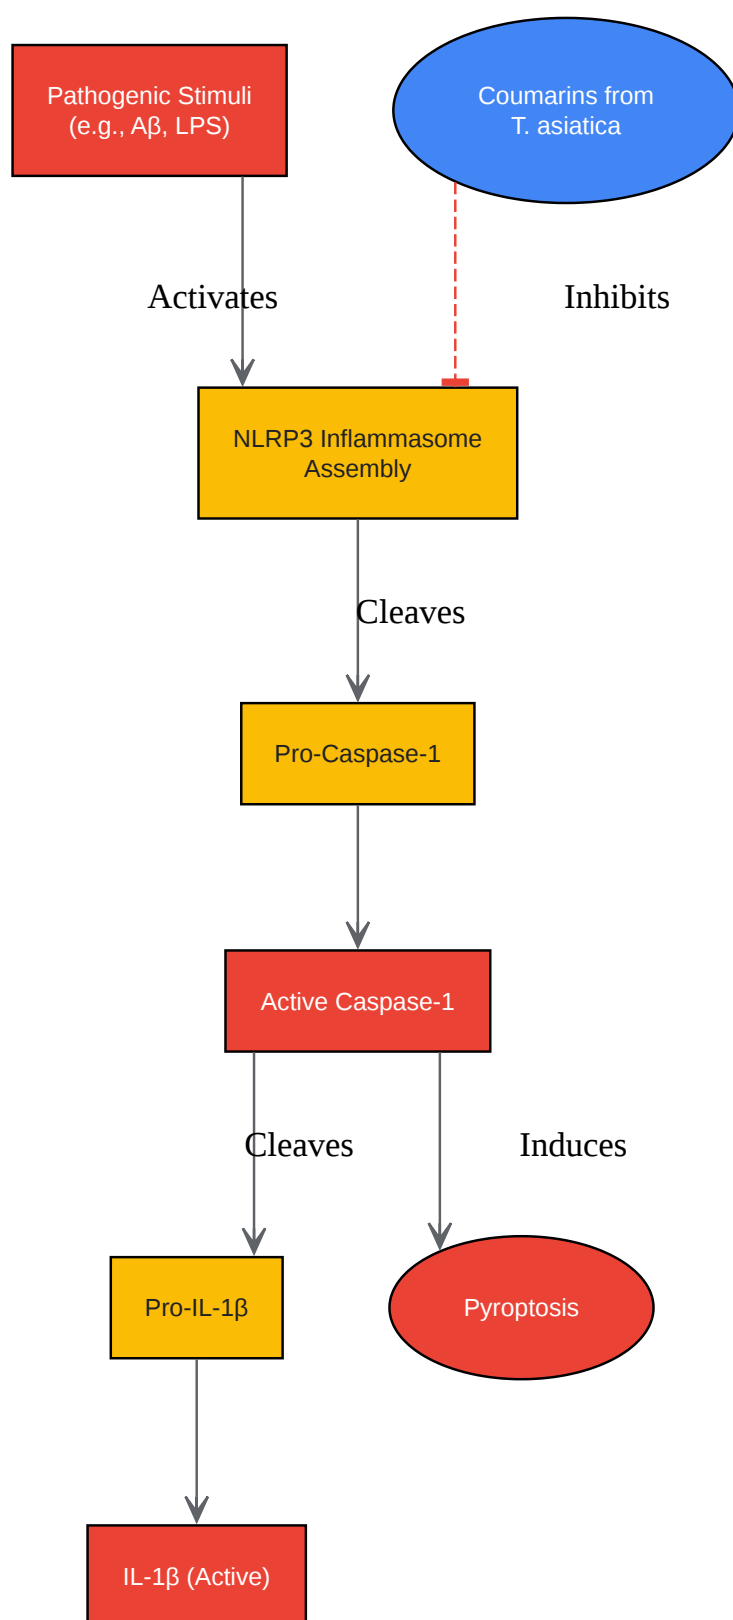 Pathogenic Stimuli
(e.g., Aβ, LPS)
Coumarins from
T. asiatica
Activates
Inhibits
NLRP3 Inflammasome
Assembly
Cleaves
Pro-Caspase-1
Active Caspase-1
Cleaves
Induces
Pro-IL-1β
Pyroptosis
IL-1β (Active)